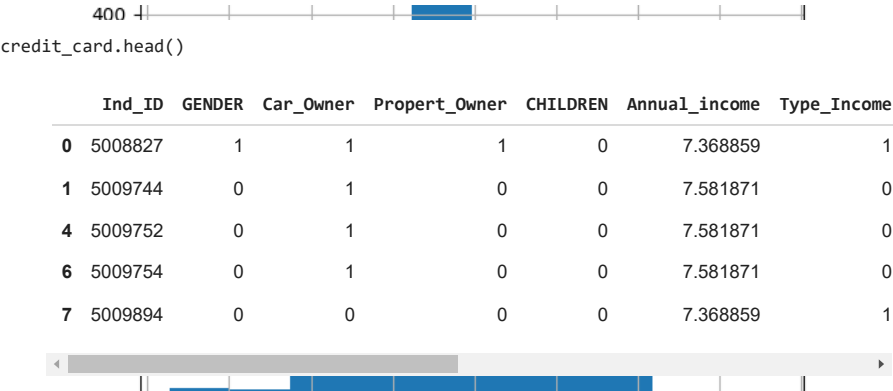 400
credit_card.head()
Ind_ID GENDER Car_Owner Propert_Owner CHILDREN Annual_income Type_Income
0 5008827 1 1 1 0 7.368859 1
1 5009744 0 1 0 0 7.581871 0
4 5009752 0 1 0 0 7.581871 0
6 5009754 0 1 0 0 7.581871 0
7 5009894 0 0 0 0 7.368859 1